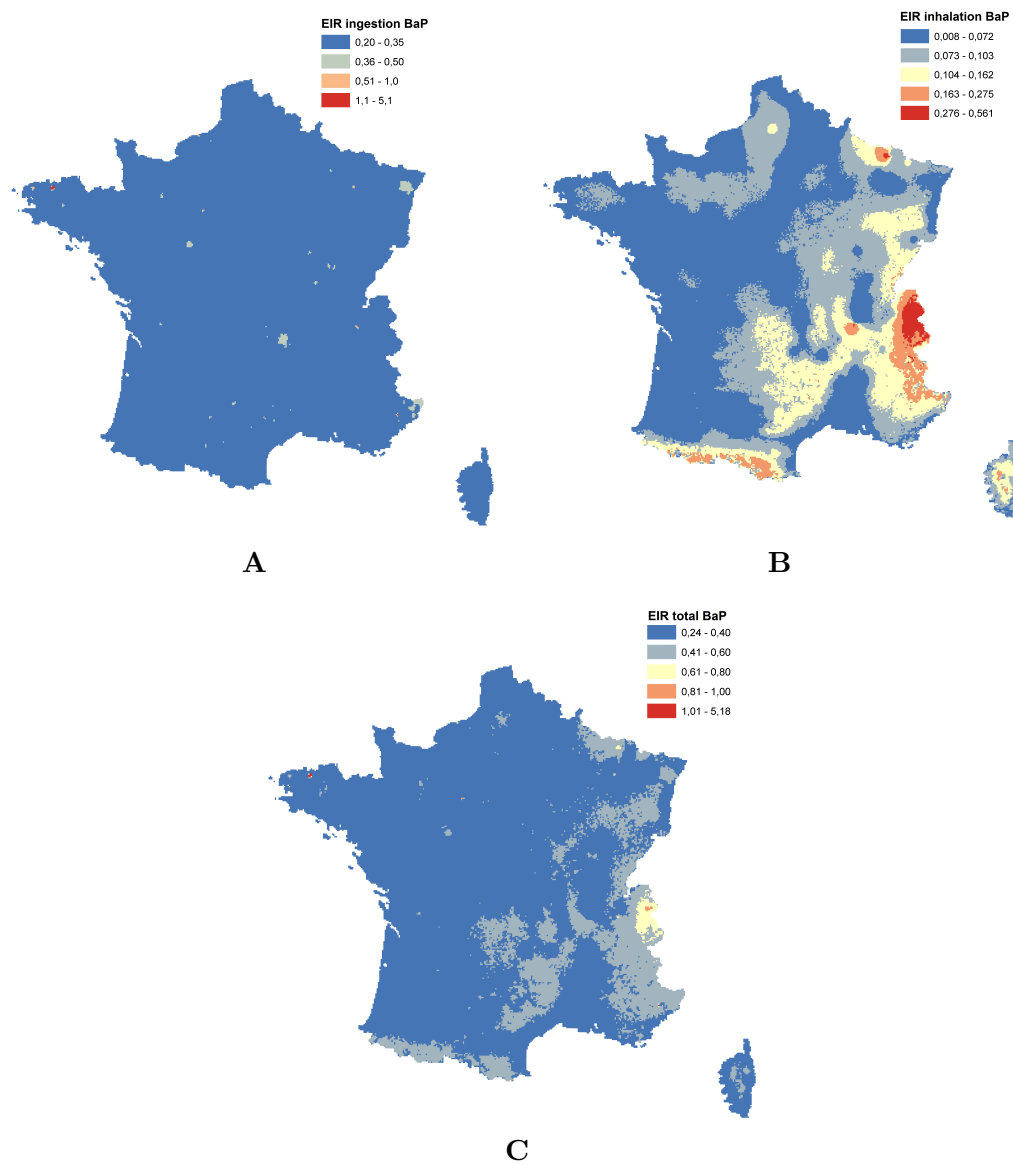 EIR ingestion BaP
0,20 - 0,35
0,36 - 0,50
0,51 - 1,0
1,1 - 5,1
EIR inhalation BaP
0,008 - 0,072
0,073 - 0,103
0,104 - 0,162
0,163 - 0,275
0,276 - 0,561
A
B
EIR total BaP
0,24 - 0,40
0,41 - 0,60
0,61 - 0,80
0,81 - 1,00
1,01 - 5,18
C